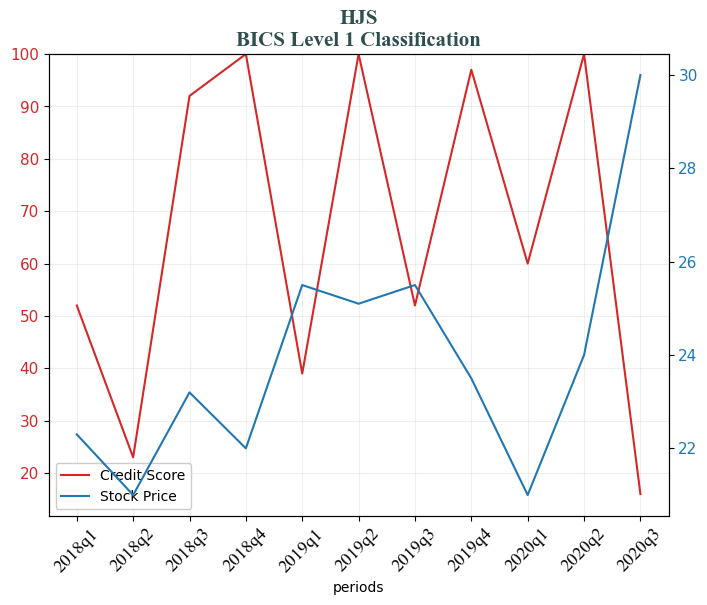 HJS
BICS Level 1 Classification
100
90
80
70
60
50
40
30
20
30
28
26
24
22
Credit Score
Stock Price
2018q1
2018q2
2018q3
2018q4
2019q1
2019q2
2019q3
2019q4
2020q1
2020q2
2020q3
periods